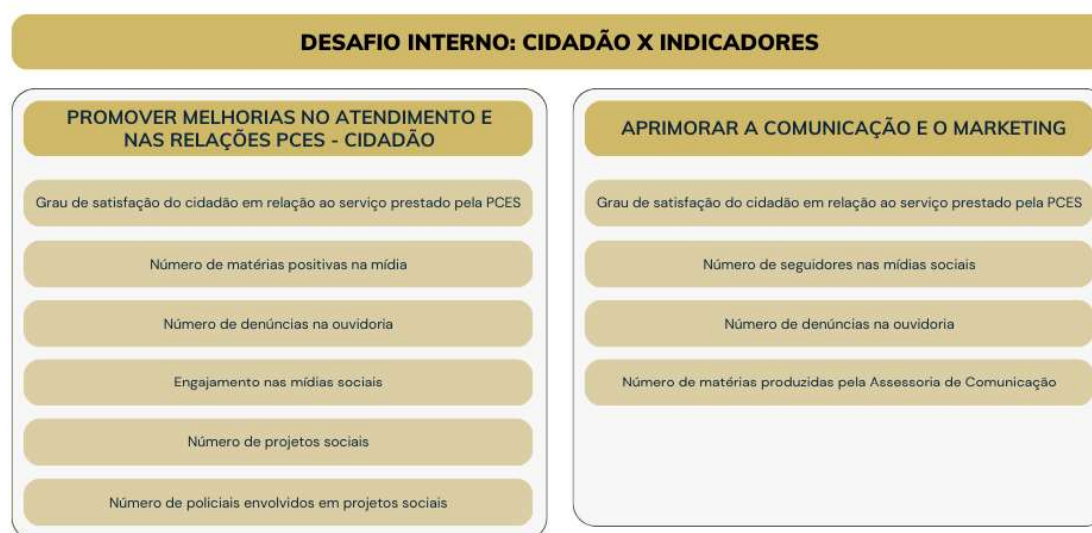 DESAFIO INTERNO: CIDADÃO X INDICADORES
PROMOVER MELHORIAS NO ATENDIMENTO E
NAS RELAÇÕES PCES - CIDADÃO
Grau de satisfação do cidadão em relação ao serviço prestado pela PCES
Número de matérias positivas na mídia
Número de denúncias na ouvidoria
Engajamento nas mídias sociais
Número de projetos sociais
Número de policiais envolvidos em projetos sociais
APRIMORAR A COMUNICAÇÃO E O MARKETING
Grau de satisfação do cidadão em relação ao serviço prestado pela PCES
Número de seguidores nas mídias sociais
Número de denúncias na ouvidoria
Número de matérias produzidas pela Assessoria de Comunicação